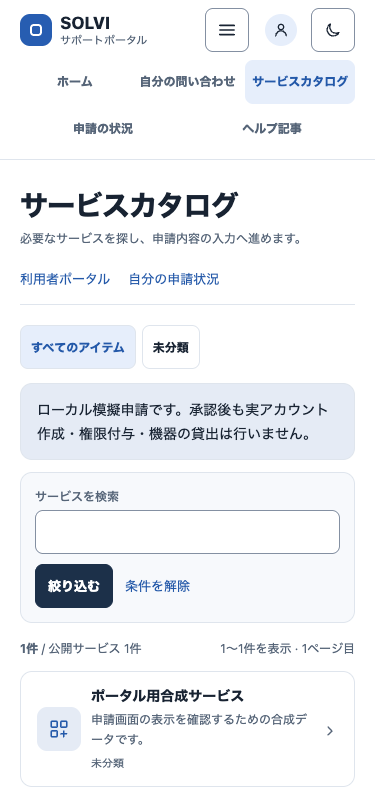 SOLVI
サポートポータル
ホーム
自分の問い合わせ
サービスカタログ
申請の状況
ヘルプ記事
サービスカタログ
必要なサービスを探し、申請内容の入力へ進めます。
利用者ポータル 自分の申請状況
すべてのアイテム
未分類
ローカル模擬申請です。承認後も実アカウント
作成・権限付与・機器の貸出は行いません。
サービスを検索
絞り込む
条件を解除
1件 / 公開サービス 1件
1〜1件を表示 · 1ページ目
ポータル用合成サービス
申請画面の表示を確認するための合成デ
ータです。
未分類